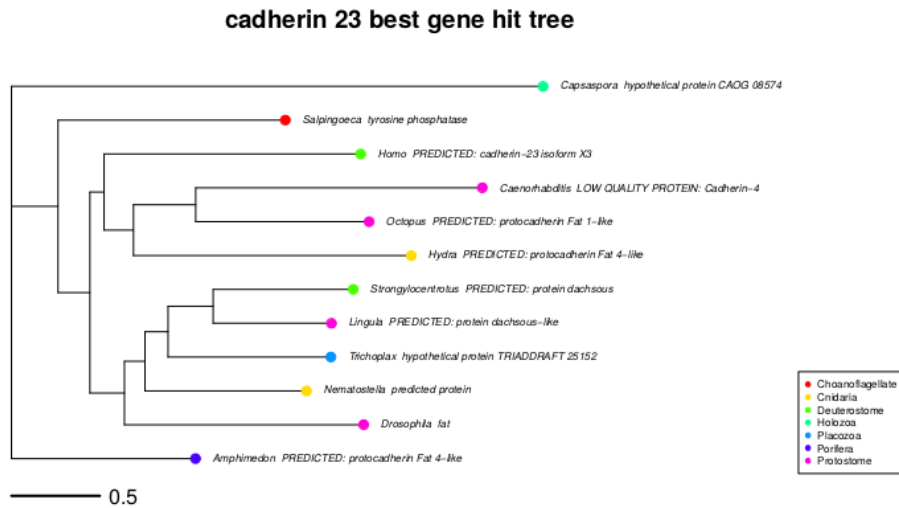 cadherin 23 best gene hit tree
Capsaspora hypothetical protein CAOG 08574
Salpingoeca tyrosine phosphatase
Homo PREDICTED: cadherin-23 isoform X3
Caenorhabditis LOW QUALITY PROTEIN: Cadherin-4
Octopus PREDICTED: protocadherin Fat 1-like
Hydra PREDICTED: protocadherin Fat 4-like
Strongylocentrotus PREDICTED: protein dachsous
Lingula PREDICTED: protein dachsous-like
Trichoplax hypothetical protein TRIADDRAFT 25152
Nematostella predicted protein
Drosophila fat
Amphimedon PREDICTED: protocadherin Fat 4-like
Choanoflagellate
Cnidaria
Deuterostome
Holozoa
Placozoa
Porifera
Protostome
0.5